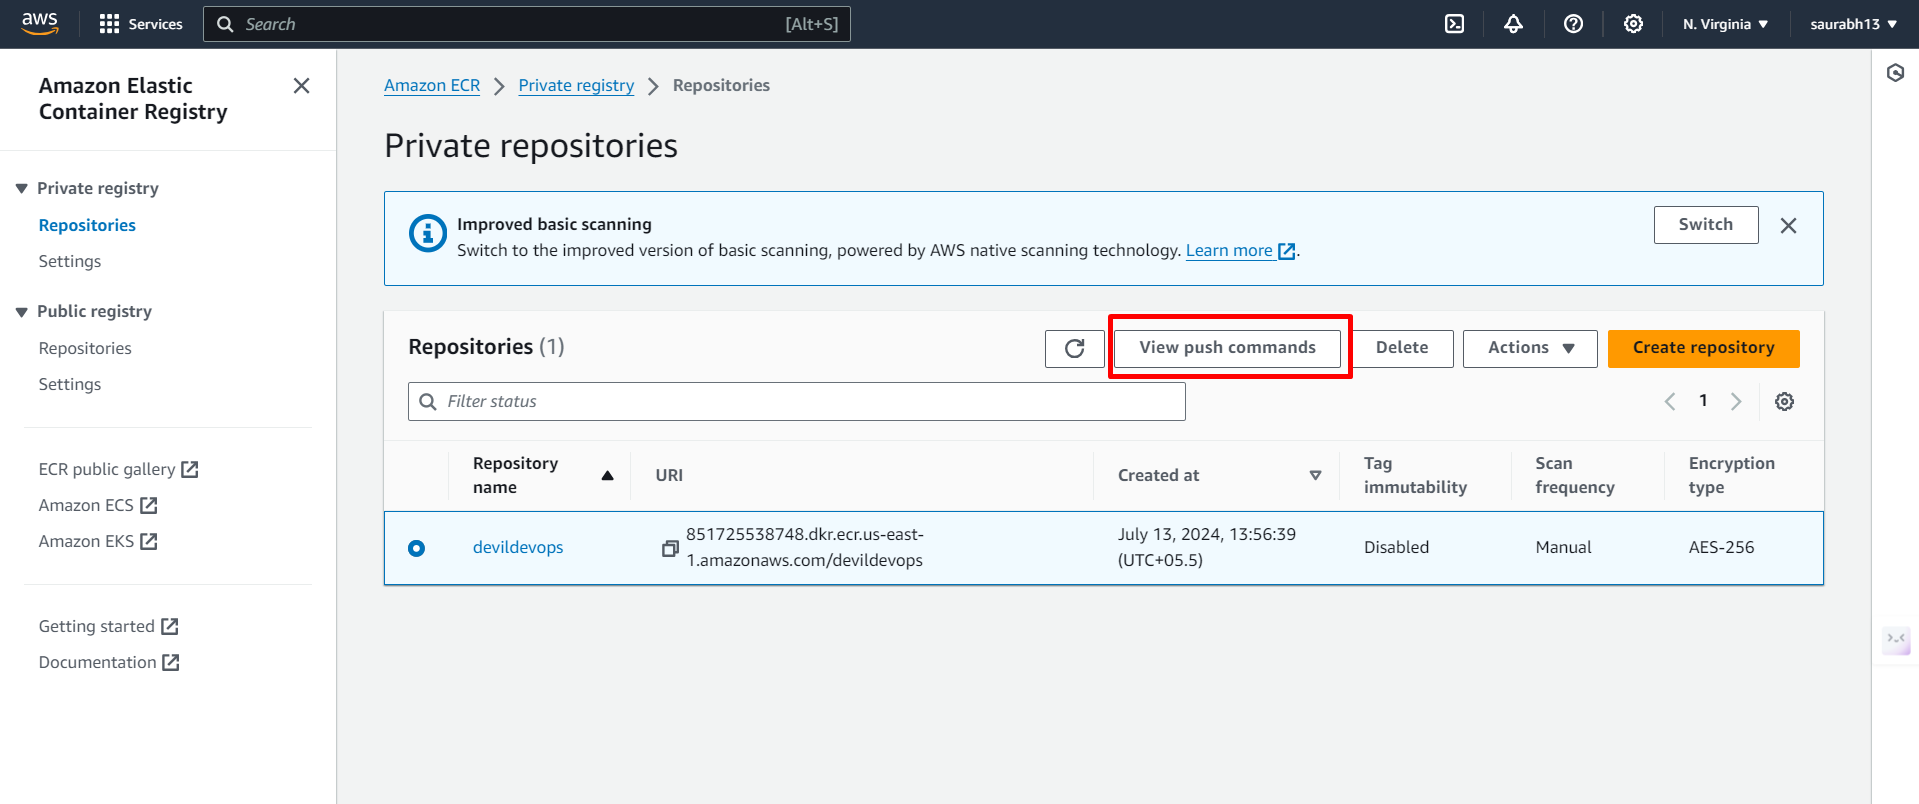 aws
Services
Search
[Alt+S]
N. Virginia
saurabh13
Amazon Elastic
Container Registry
Private registry
Repositories
Settings
Public registry
Repositories
Settings
ECR public gallery
Amazon ECS
Amazon EKS
Getting started
Documentation
Amazon ECR
Private registry
Repositories
Private repositories
Improved basic scanning
Switch to the improved version of basic scanning, powered by AWS native scanning technology. Learn more.
Switch
Repositories (1)
View push commands
Delete
Actions
Create repository
Filter status
1
Repository
name
URI
Created at
Tag
immutability
Scan
frequency
Encryption
type
devildevops
851725538748.dkr.ecr.us-east-
1.amazonaws.com/devildevops
July 13, 2024, 13:56:39
(UTC+05.5)
Disabled
Manual
AES-256